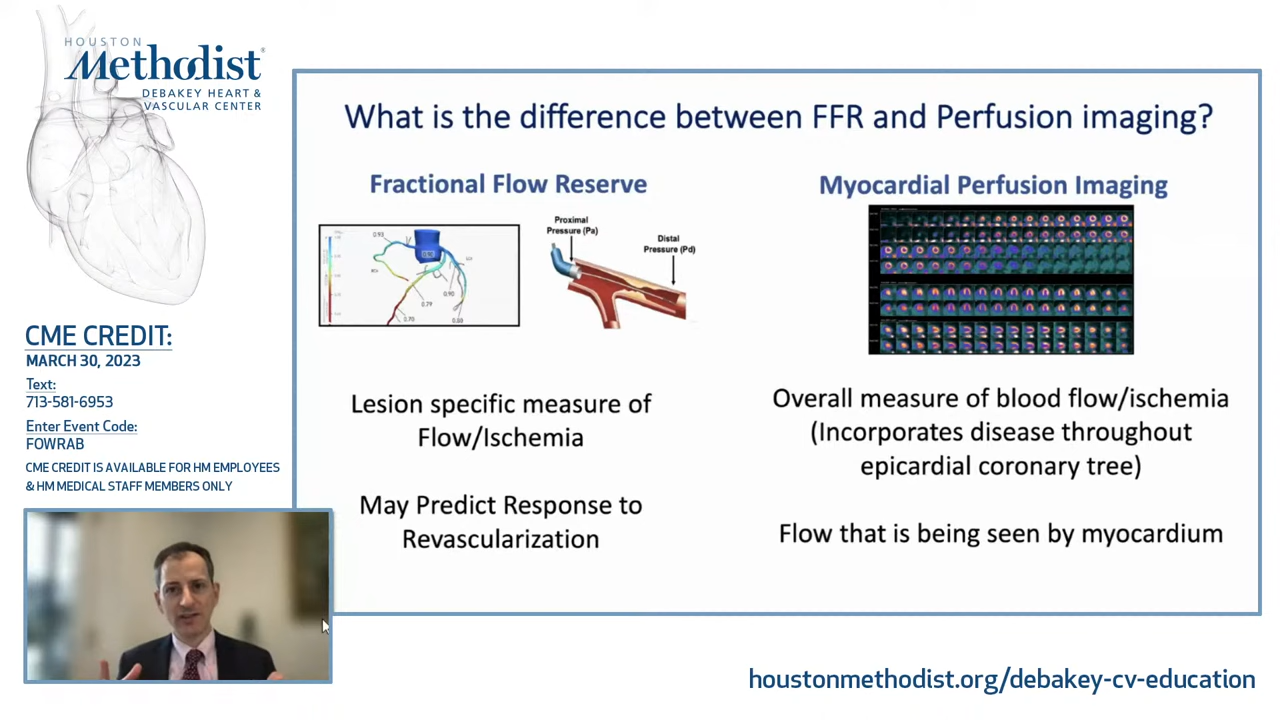 HOUSTON
Methodist®
DEBAKEY HEART &
VASCULAR CENTER
CME CREDIT:
MARCH 30, 2023
Text:
713-581-6953
Enter Event Code:
FOWRAB
CME CREDIT IS AVAILABLE FOR HM EMPLOYEES
& HM MEDICAL STAFF MEMBERS ONLY
What is the difference between FFR and Perfusion imaging?
Fractional Flow Reserve
Proximal
Pressure (Pa)
Distal
Pressure (Pd)
0.93
0.90
0.79
0.70
Lesion specific measure of
Flow/Ischemia
May Predict Response to
Revascularization
Myocardial Perfusion Imaging
Overall measure of blood flow/ischemia
(Incorporates disease throughout
epicardial coronary tree)
Flow that is being seen by myocardium
houstonmethodist.org/debakey-cv-education